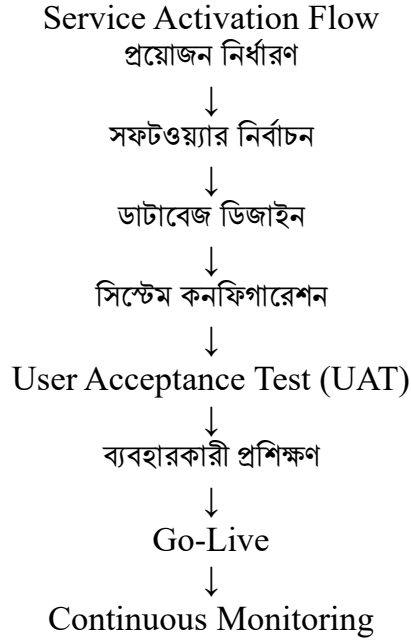 Service Activation Flow
প্রয়োজন নির্ধারণ
↓
সফটওয়্যার নির্বাচন
↓
ডাটাবেজ ডিজাইন
↓
সিস্টেম কনফিগারেশন
↓
User Acceptance Test (UAT)
↓
ব্যবহারকারী প্রশিক্ষণ
↓
Go-Live
↓
Continuous Monitoring